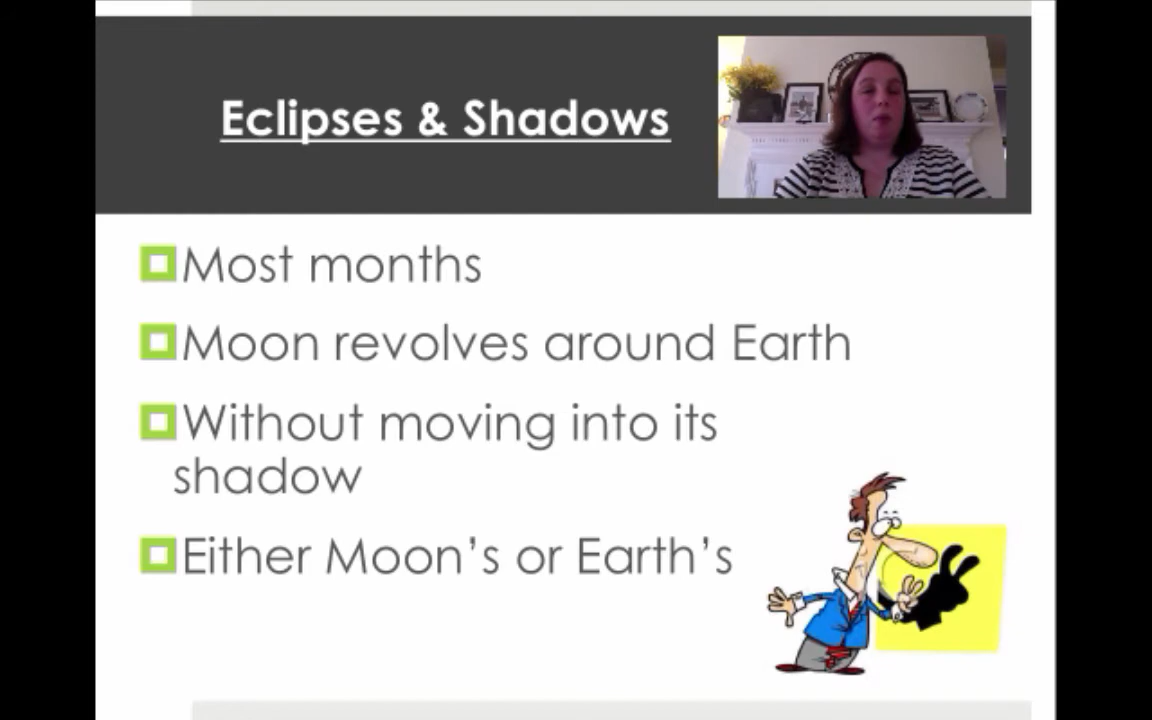 Eclipses & Shadows
Most months
Moon revolves around Earth
Without moving into its
shadow
Either Moon's or Earth's